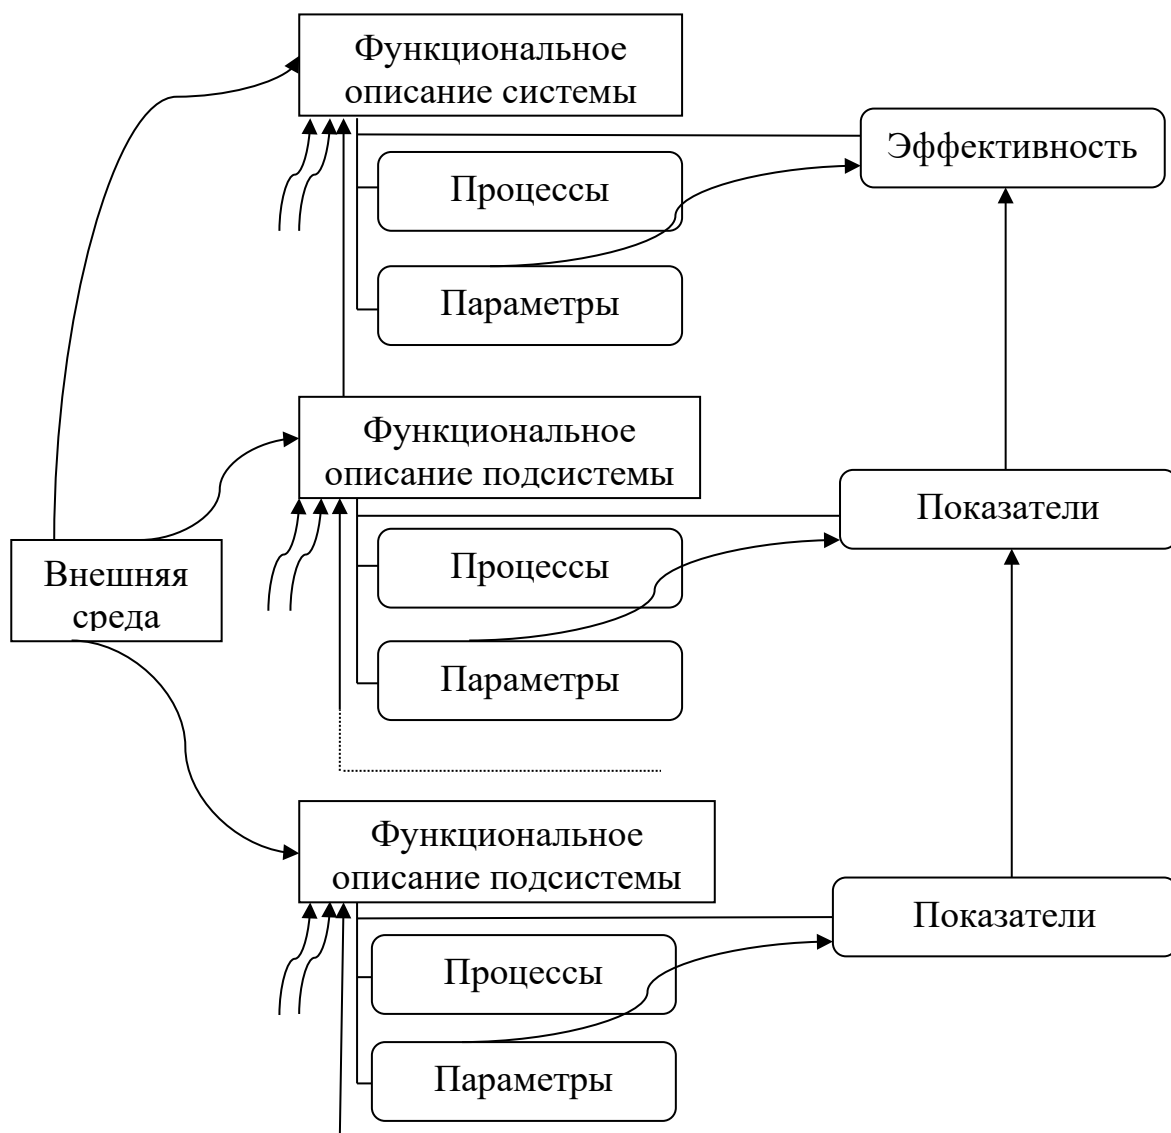 Функциональное
описание системы
Эффективность
Процессы
Параметры
Функциональное
описание подсистемы
Показатели
Процессы
Внешняя
среда
Параметры
Функциональное
описание подсистемы
Показатели
Процессы
Параметры